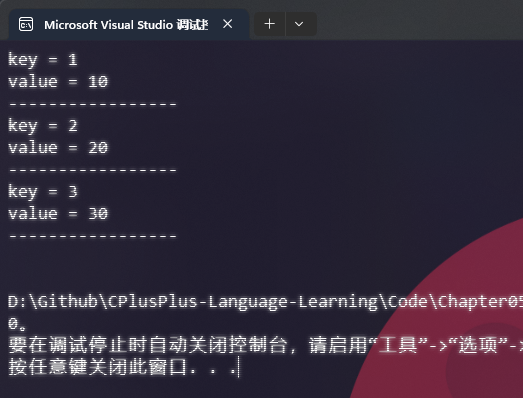 Microsoft Visual Studio 调试
key = 1
value = 10
-----------------
key = 2
value = 20
-----------------
key = 3
value = 30
-----------------
D:\Github\CPlusPlus-Language-Learning\Code\Chapter05
0。
要在调试停止时自动关闭控制台，请启用“工具”->“选项”->
按任意键关闭此窗口. . .